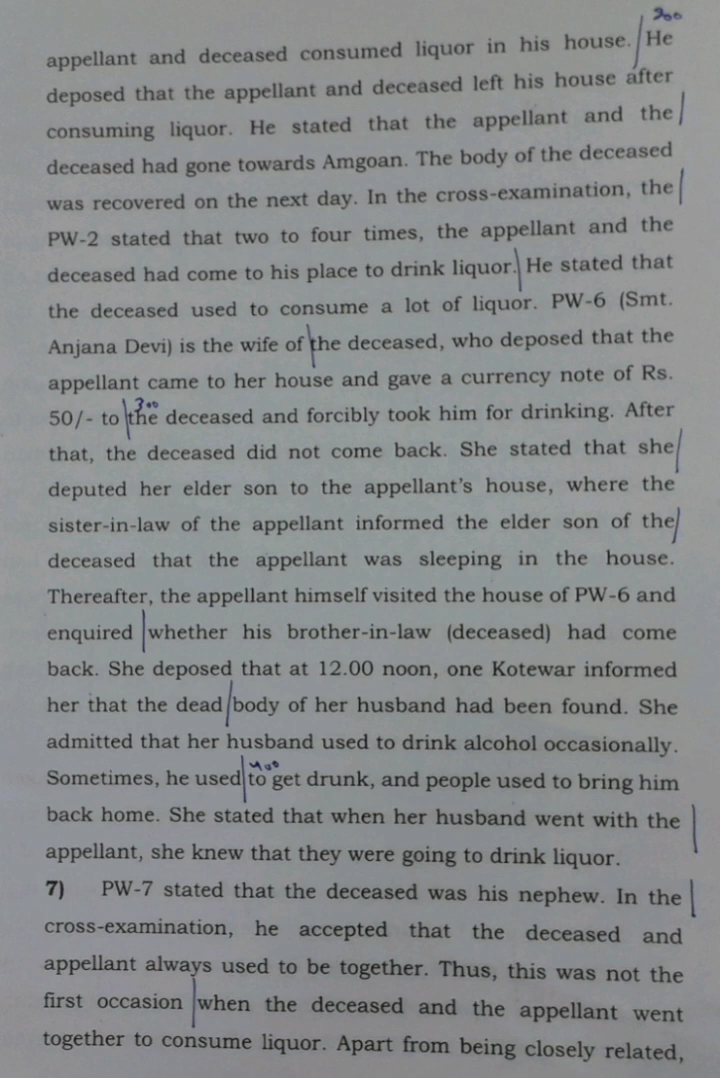 200
appellant and deceased consumed liquor in his house. He
deposed that the appellant and deceased left his house after
consuming liquor. He stated that the appellant and the
deceased had gone towards Amgoan. The body of the deceased
was recovered on the next day. In the cross-examination, the
PW-2 stated that two to four times, the appellant and the
deceased had come to his place to drink liquor. He stated that
the deceased used to consume a lot of liquor. PW-6 (Smt.
Anjana Devi) is the wife of the deceased, who deposed that the
appellant came to her house and gave a currency note of Rs.
300
50/- to the deceased and forcibly took him for drinking. After
that, the deceased did not come back. She stated that she
deputed her elder son to the appellant's house, where the
sister-in-law of the appellant informed the elder son of the
deceased that the appellant was sleeping in the house.
Thereafter, the appellant himself visited the house of PW-6 and
enquired whether his brother-in-law (deceased) had come
back. She deposed that at 12.00 noon, one Kotewar informed
her that the dead body of her husband had been found. She
admitted that her husband used to drink alcohol occasionally.
400
Sometimes, he used to get drunk, and people used to bring him
back home. She stated that when her husband went with the
appellant, she knew that they were going to drink liquor.
7) PW-7 stated that the deceased was his nephew. In the
cross-examination, he accepted that the deceased and
appellant always used to be together. Thus, this was not the
first occasion when the deceased and the appellant went
together to consume liquor. Apart from being closely related,